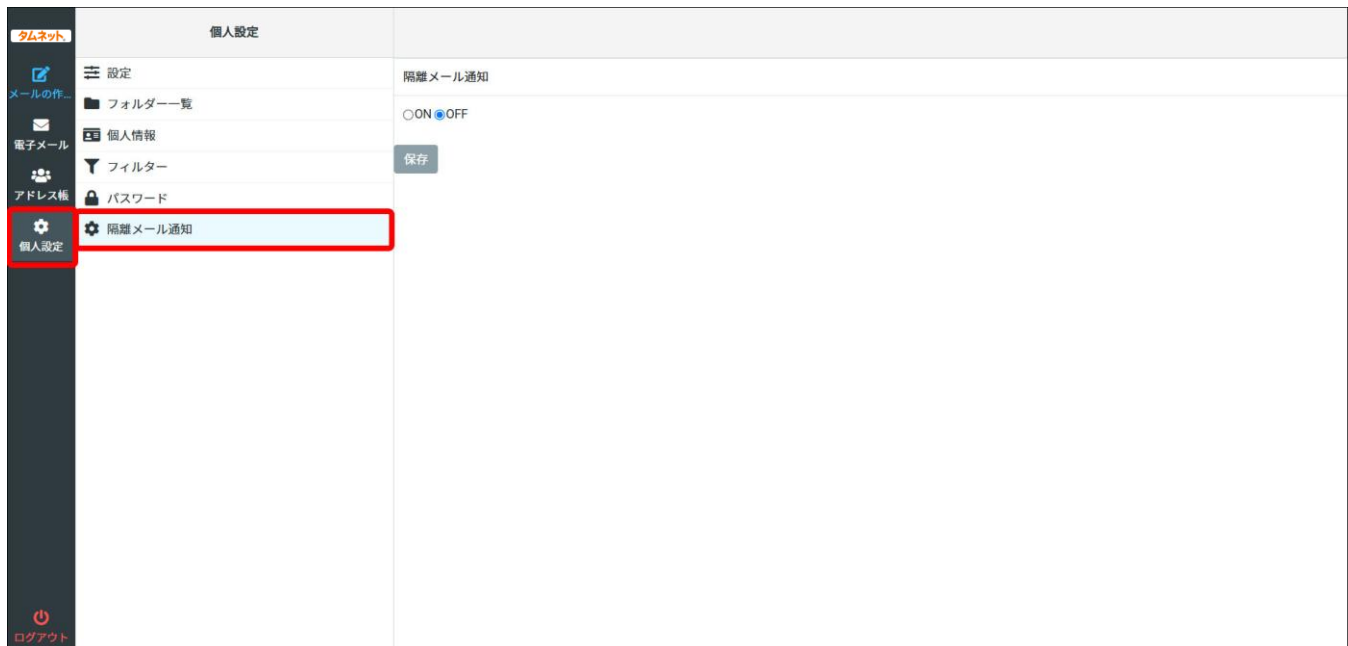 タムネット.
メールの作...
電子メール
アドレス帳
個人設定
ログアウト
個人設定
設定
フォルダー一覧
個人情報
フィルター
パスワード
隔離メール通知
隔離メール通知
ON OFF
保存